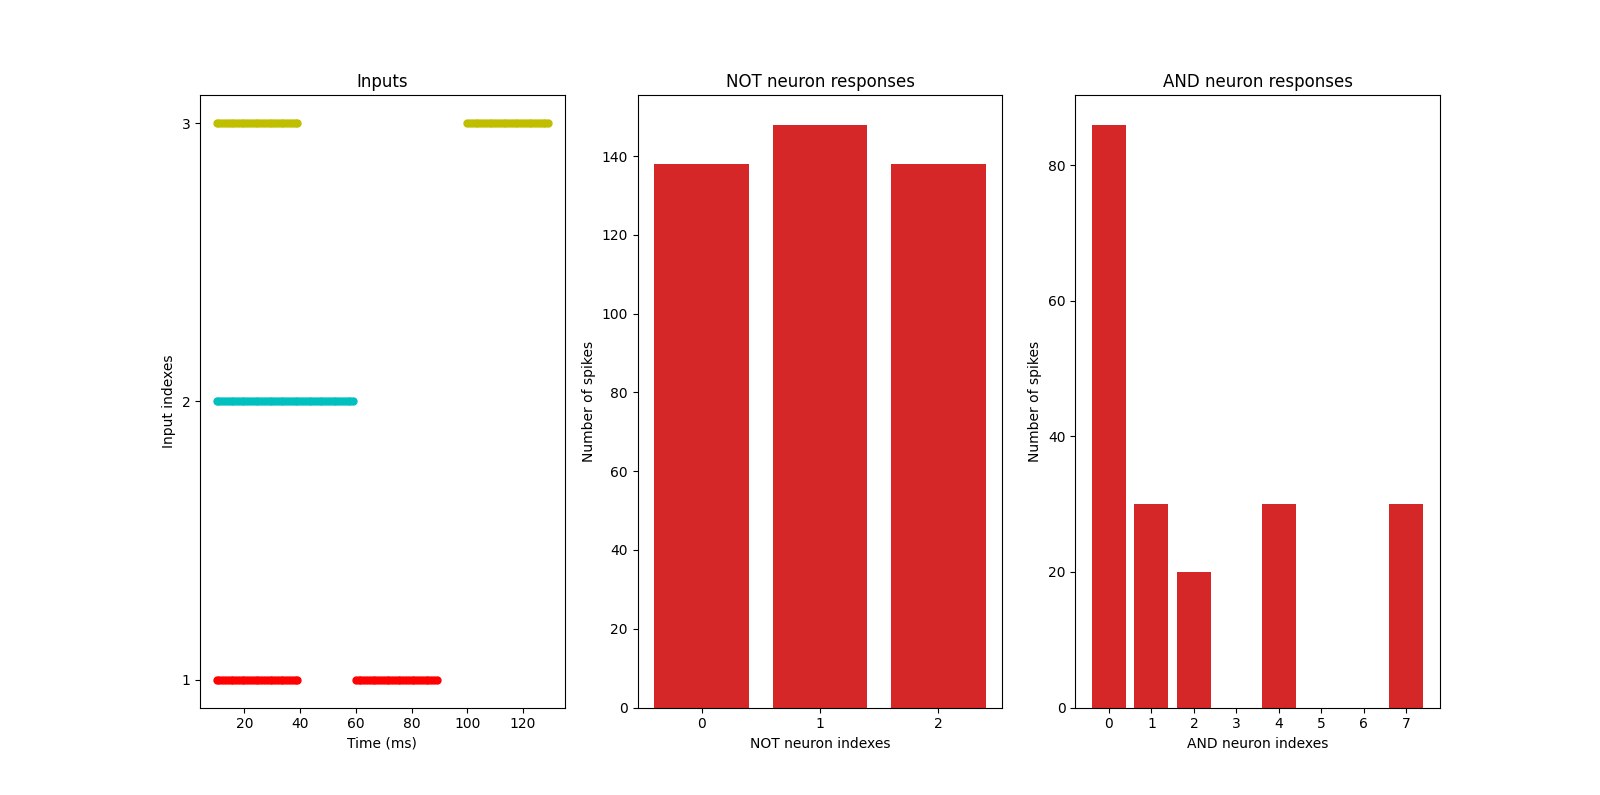 Inputs
3
2
1
20 40 60 80 100 120
Time (ms)
Input indexes
NOT neuron responses
140
120
100
80
60
40
20
0
0 1 2
NOT neuron indexes
Number of spikes
AND neuron responses
80
60
40
20
0
0 1 2 3 4 5 6 7
AND neuron indexes
Number of spikes